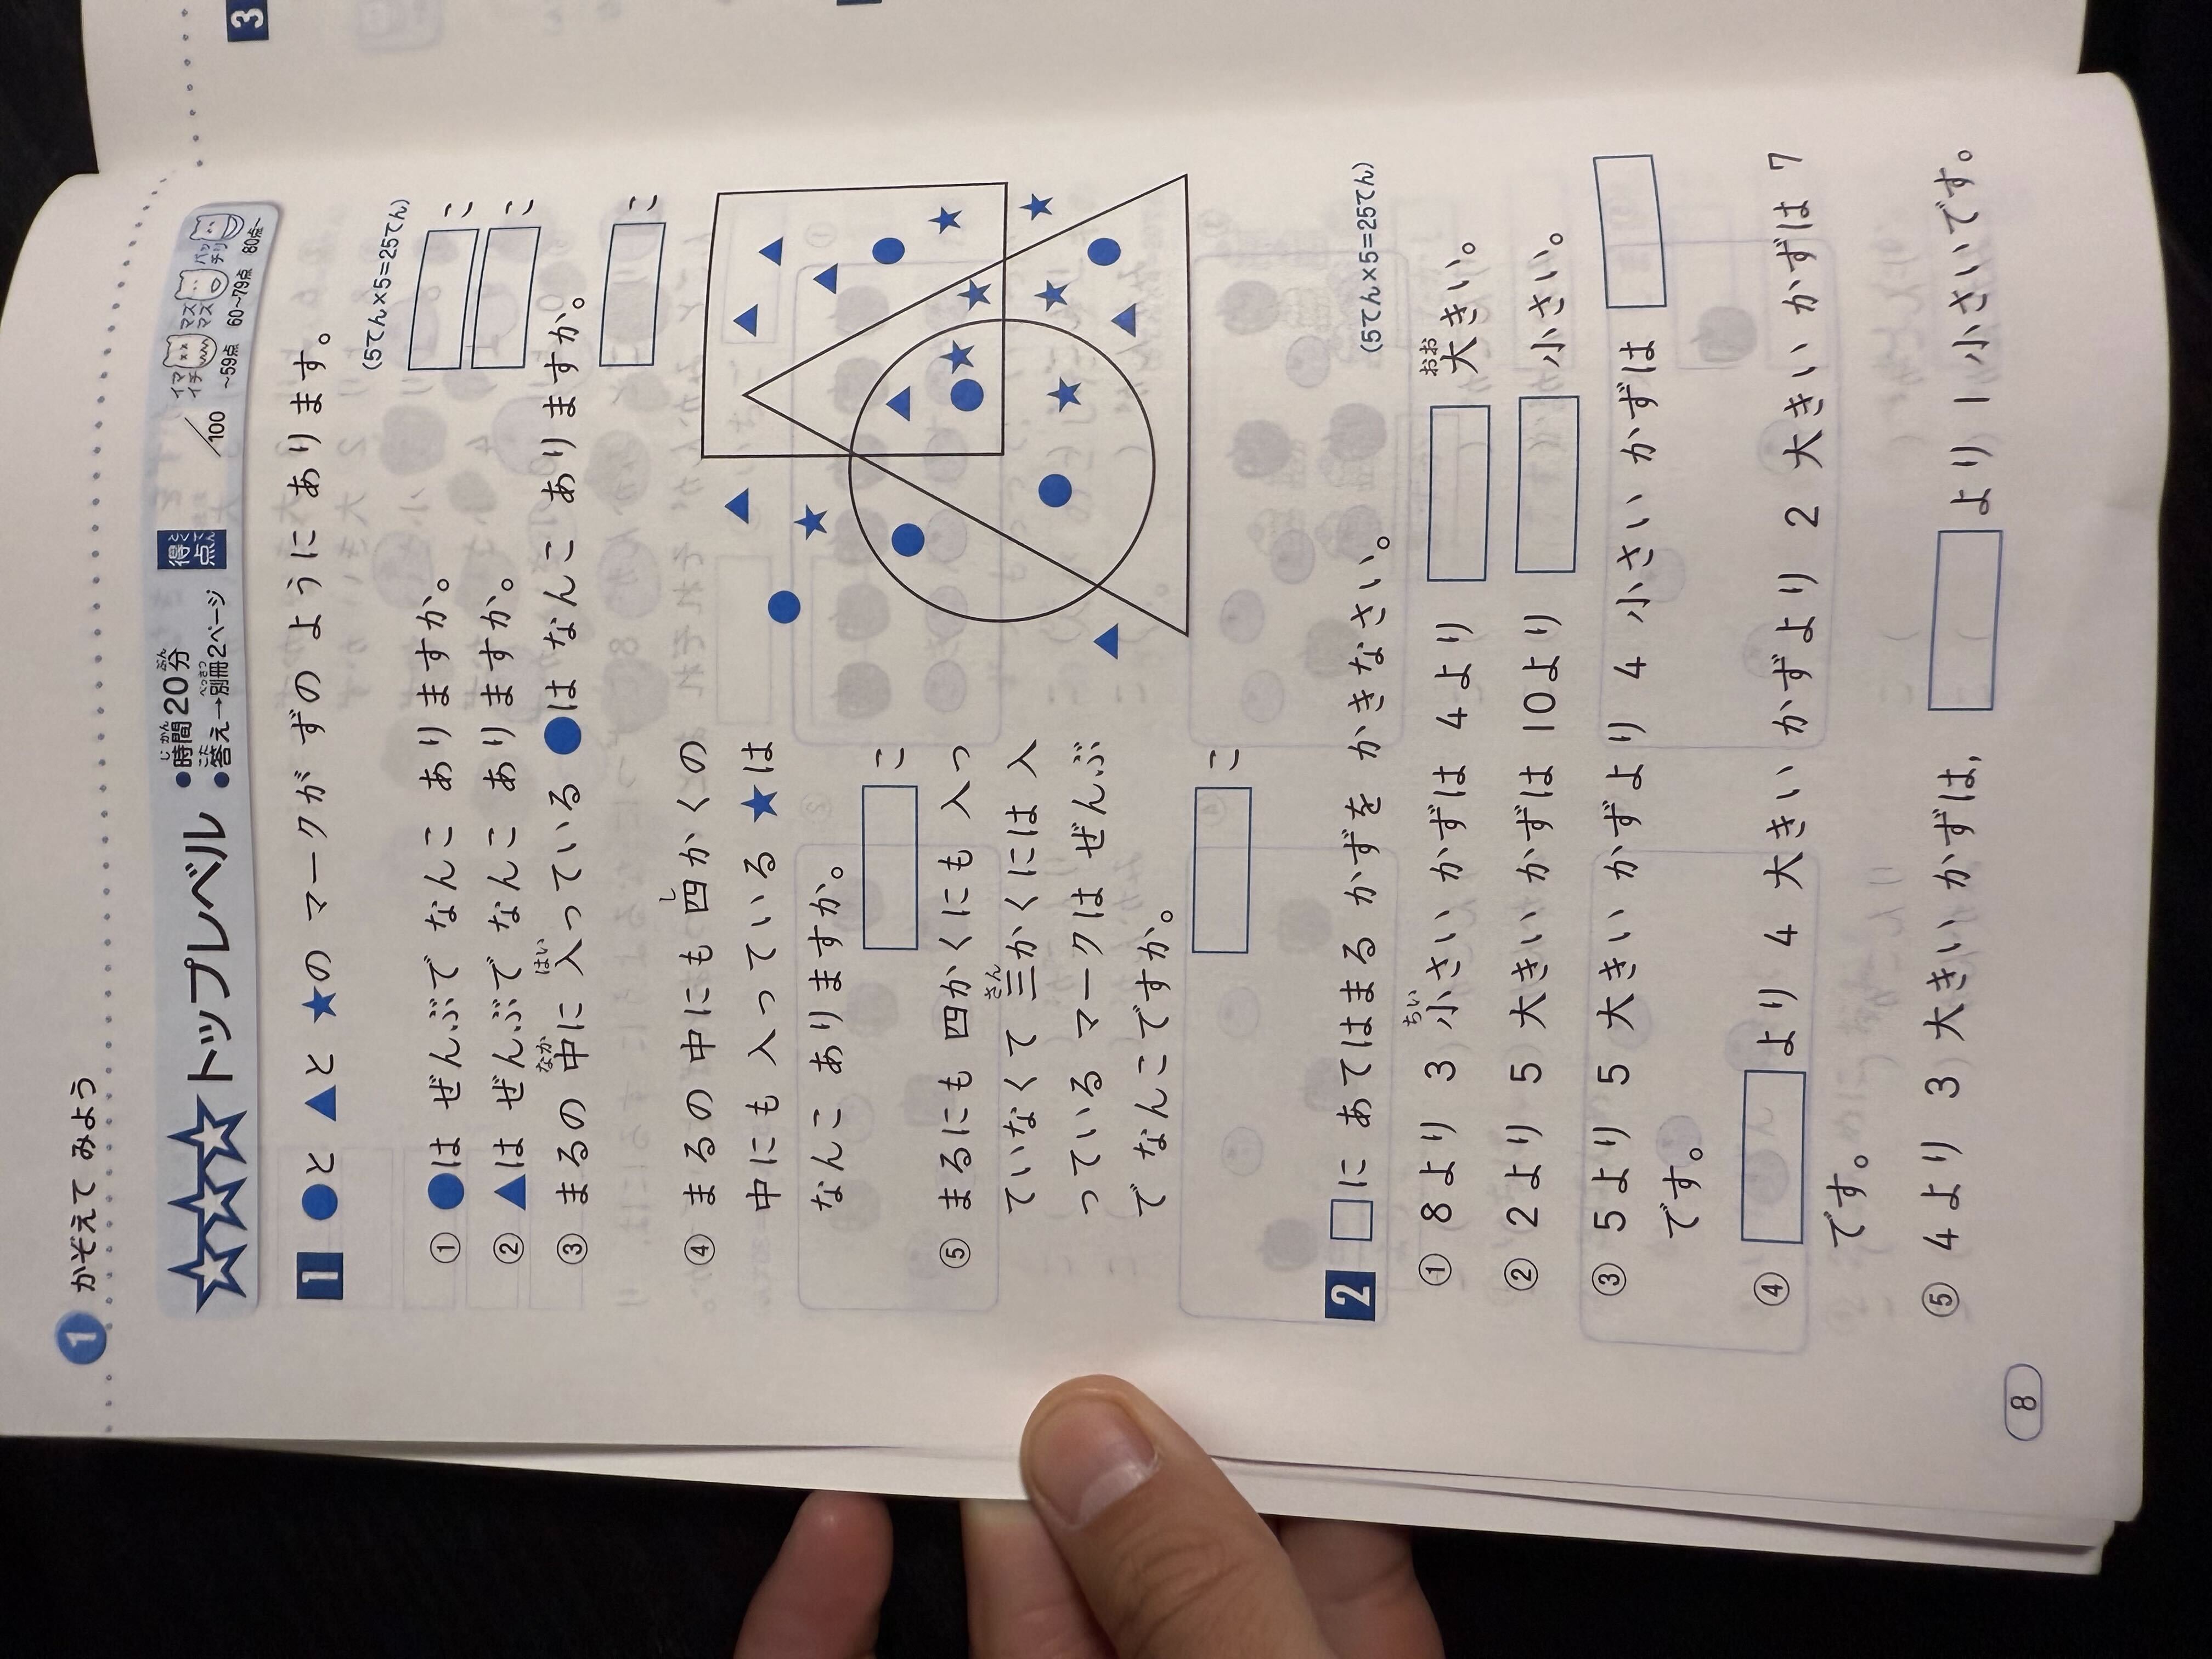 1 かぞえて みよう
トップレベル
●時間20分
●答え→別冊2ページ
得点
/100
イマイチ
マスマス
バッチリ
~59点 60~79点 80点~
1 ●と ▲と ★の マークが ずの ように あります。
(5てん×5=25てん)
① ●は ぜんぶで なんこ ありますか。 こ
② ▲は ぜんぶで なんこ ありますか。 こ
③ まるの 中に 入っている ●は なんこ ありますか。
こ
④ まるの 中にも 四かくの
中にも 入っている ★は
なんこ ありますか。
こ
⑤ まるにも 四かくにも 入っ
ていなくて 三かくには 入
っている マークは ぜんぶ
で なんこですか。
こ
2 □に あてはまる かずを かきなさい。
(5てん×5=25てん)
① 8より 3 小さい かずは 4より □ 大きい。
② 2より 5 大きい かずは 10より □ 小さい。
③ 5より 5 大きい かずより 4 小さい かずは □
です。
④ □より 4 大きい かずより 2 大きい かずは 7
です。
⑤ 4より 3 大きい かずは, □より 1 小さいです。
8
3